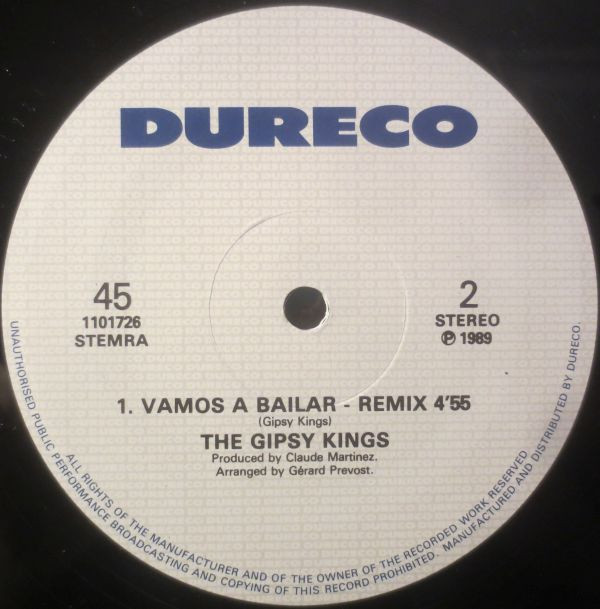 DURECO
45
1101726
STEMRA
2
STEREO
℗ 1989
1. VAMOS A BAILAR - REMIX 4'55
(Gipsy Kings)
THE GIPSY KINGS
Produced by Claude Martinez.
Arranged by Gérard Prevost.
ALL RIGHTS OF THE MANUFACTURER AND OF THE OWNER OF THE RECORDED WORK RESERVED
UNAUTHORISED PUBLIC PERFORMANCE BROADCASTING AND COPYING OF THIS RECORD PROHIBITED. MANUFACTURED AND DISTRIBUTED BY DURECO.